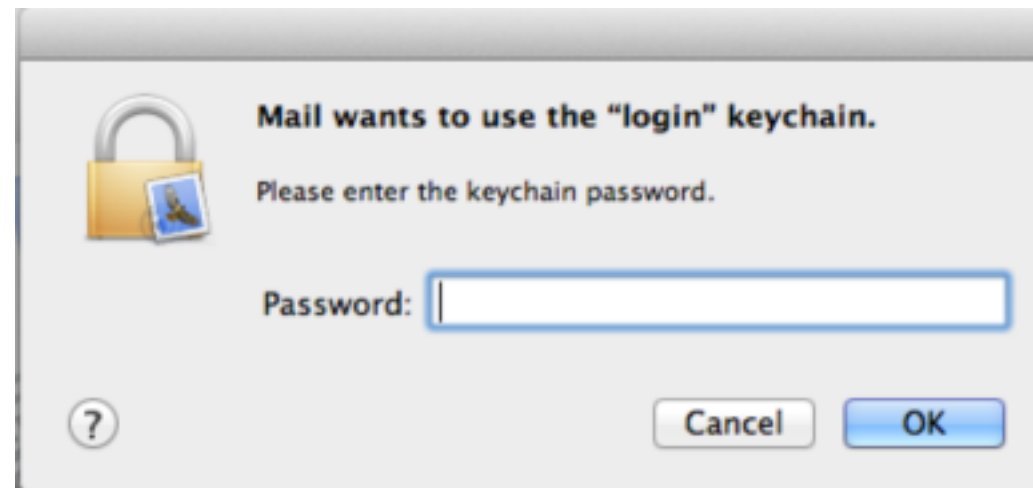 Mail wants to use the “login” keychain.
Please enter the keychain password.
Password:
?
Cancel
OK